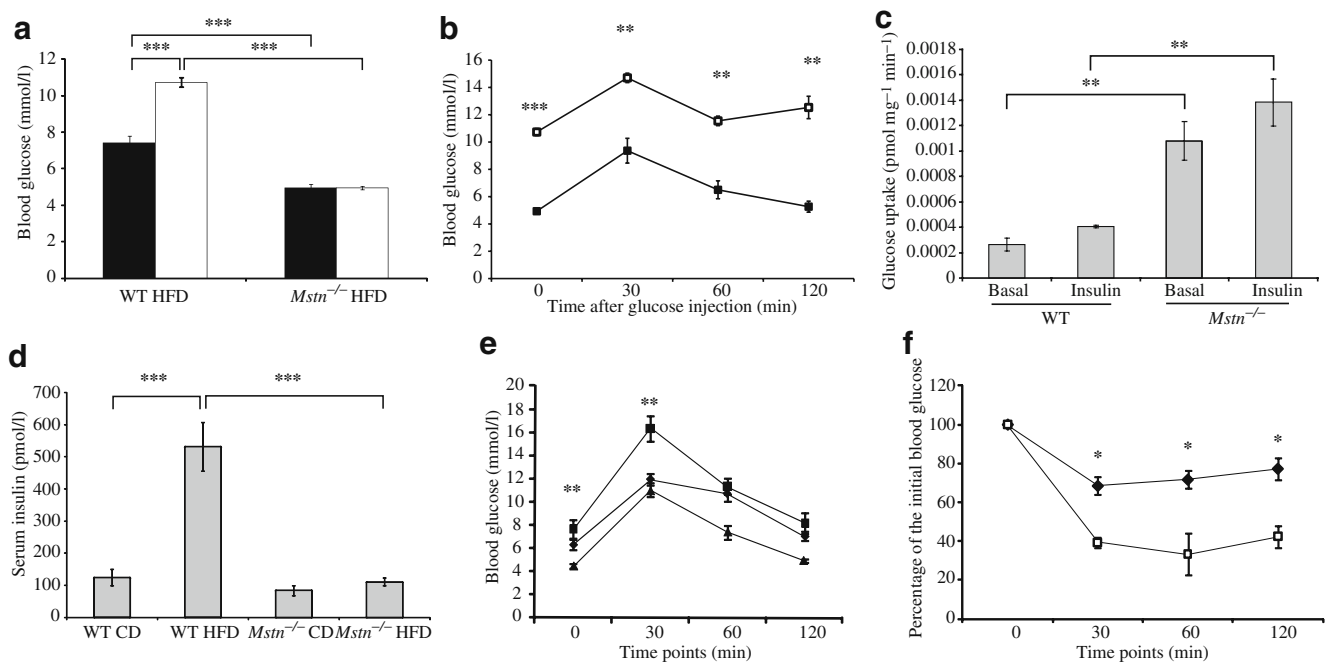 a
***
***
***
Blood glucose (mmol/l)
12
10
8
6
4
2
0
WT HFD
Mstn−/− HFD
b
Blood glucose (mmol/l)
16
14
12
10
8
6
4
2
0
***
**
**
**
0
30
60
120
Time after glucose injection (min)
c
Glucose uptake (pmol mg−1 min−1)
0.0018
0.0016
0.0014
0.0012
0.001
0.0008
0.0006
0.0004
0.0002
0
**
**
Basal
Insulin
Basal
Insulin
WT
Mstn−/−
d
Serum insulin (pmol/l)
700
600
500
400
300
200
100
0
***
***
WT CD
WT HFD
Mstn−/− CD
Mstn−/− HFD
e
Blood glucose (mmol/l)
20
18
16
14
12
10
8
6
4
2
0
**
**
0
30
60
120
Time points (min)
f
Percentage of the initial blood glucose
120
100
80
60
40
20
0
*
*
*
0
30
60
120
Time points (min)